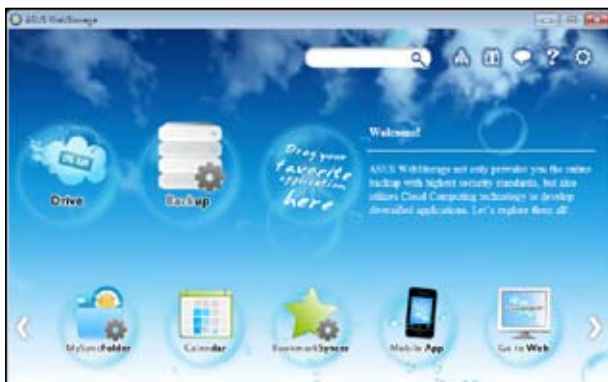 ASUS WebStorage
Welcome!
ASUS WebStorage not only provides you the online
backup with highest security standards, but also
utilizes Cloud Computing technology to develop
diversified applications. Let's explore them all!
Drive
Backup
Drag your
favorite
application
here
MySyncFolder
Calendar
BookmarkSyncer
Mobile App
Go to Web